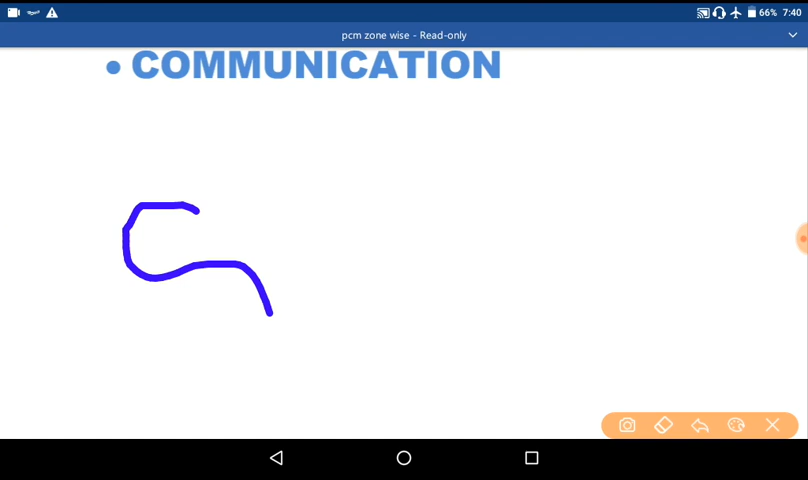 66% 7:40
pcm zone wise - Read-only
• COMMUNICATION